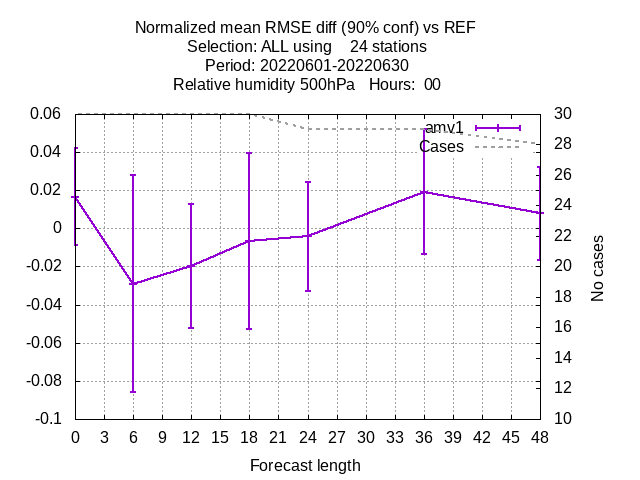 Normalized mean RMSE diff (90% conf) vs REF
Selection: ALL using    24 stations
Period: 20220601-20220630
Relative humidity 500hPa   Hours:  00
amv1
Cases
0.06
0.04
0.02
0
-0.02
-0.04
-0.06
-0.08
-0.1
30
28
26
24
22
20
18
16
14
12
10
No cases
0 3 6 9 12 15 18 21 24 27 30 33 36 39 42 45 48
Forecast length